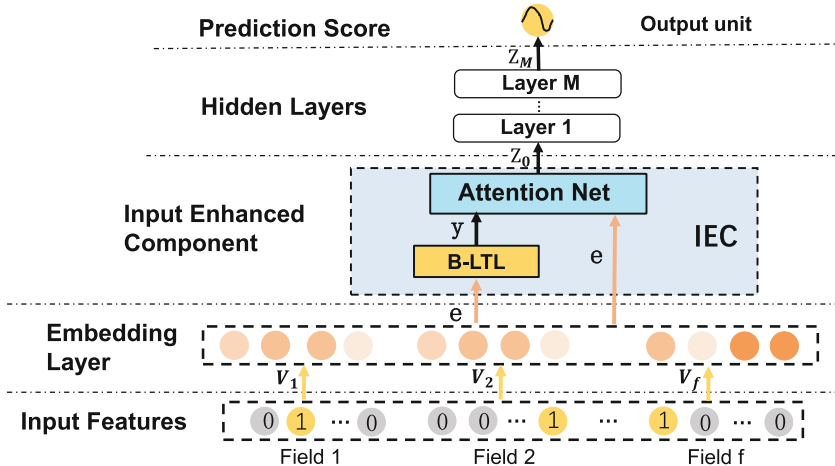 Prediction Score
Output unit
Z_M
Layer M
Hidden Layers
Layer 1
Z_0
Attention Net
Input Enhanced
Component
y
IEC
B-LTL
e
e
Embedding
Layer
V_1
V_2
V_f
Input Features
0 1 ... 0 0 0 ... 1 ... 1 0 ... 0
Field 1
Field 2
Field f